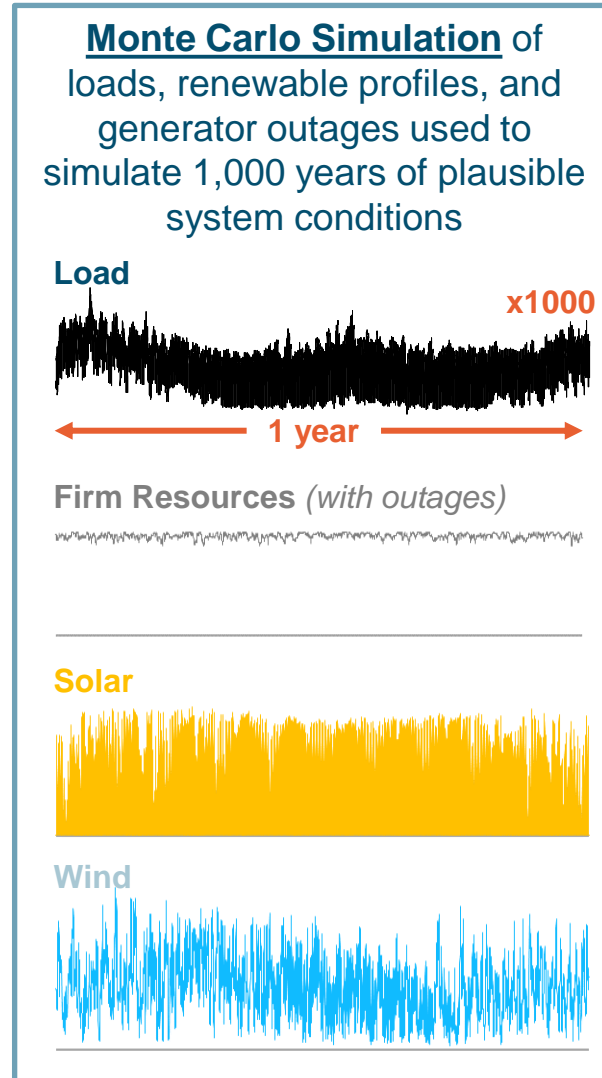 Monte Carlo Simulation of
loads, renewable profiles, and
generator outages used to
simulate 1,000 years of plausible
system conditions
Load
x1000
1 year
Firm Resources (with outages)
Solar
Wind